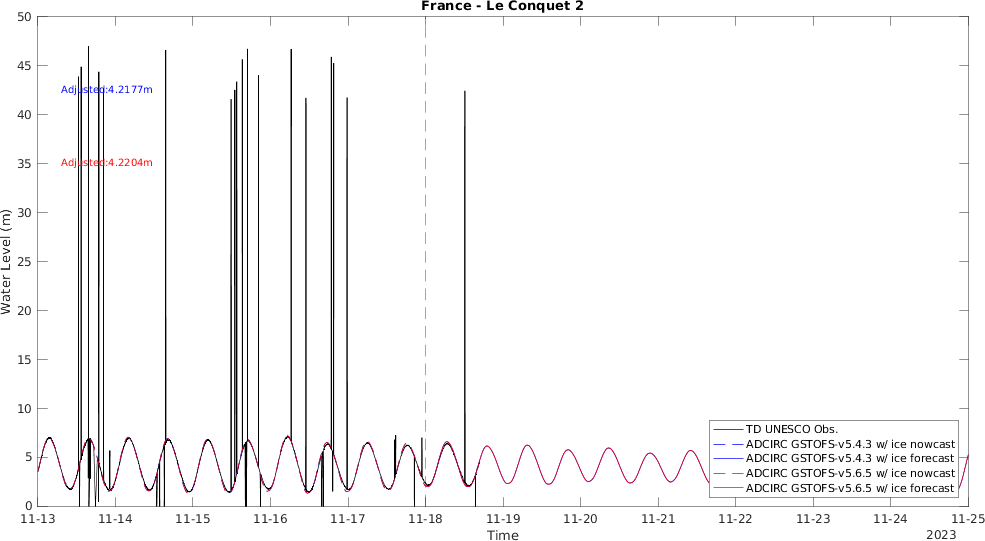 France - Le Conquet 2
50
45
40
35
30
25
20
15
10
5
0
Water Level (m)
Adjusted:4.2177m
Adjusted:4.2204m
TD UNESCO Obs.
ADCIRC GSTOFS-v5.4.3 w/ ice nowcast
ADCIRC GSTOFS-v5.4.3 w/ ice forecast
ADCIRC GSTOFS-v5.6.5 w/ ice nowcast
ADCIRC GSTOFS-v5.6.5 w/ ice forecast
11-13 11-14 11-15 11-16 11-17 11-18 11-19 11-20 11-21 11-22 11-23 11-24 11-25
Time
2023